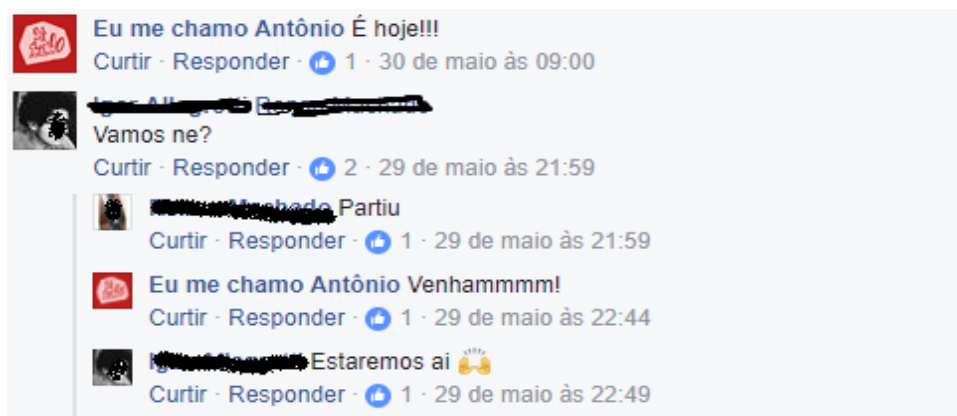 Eu me chamo Antônio É hoje!!!
Curtir · Responder · 1 · 30 de maio às 09:00
Vamos ne?
Curtir · Responder · 2 · 29 de maio às 21:59
Partiu
Curtir · Responder · 1 · 29 de maio às 21:59
Eu me chamo Antônio Venhammmm!
Curtir · Responder · 1 · 29 de maio às 22:44
Estaremos ai 🙌
Curtir · Responder · 1 · 29 de maio às 22:49